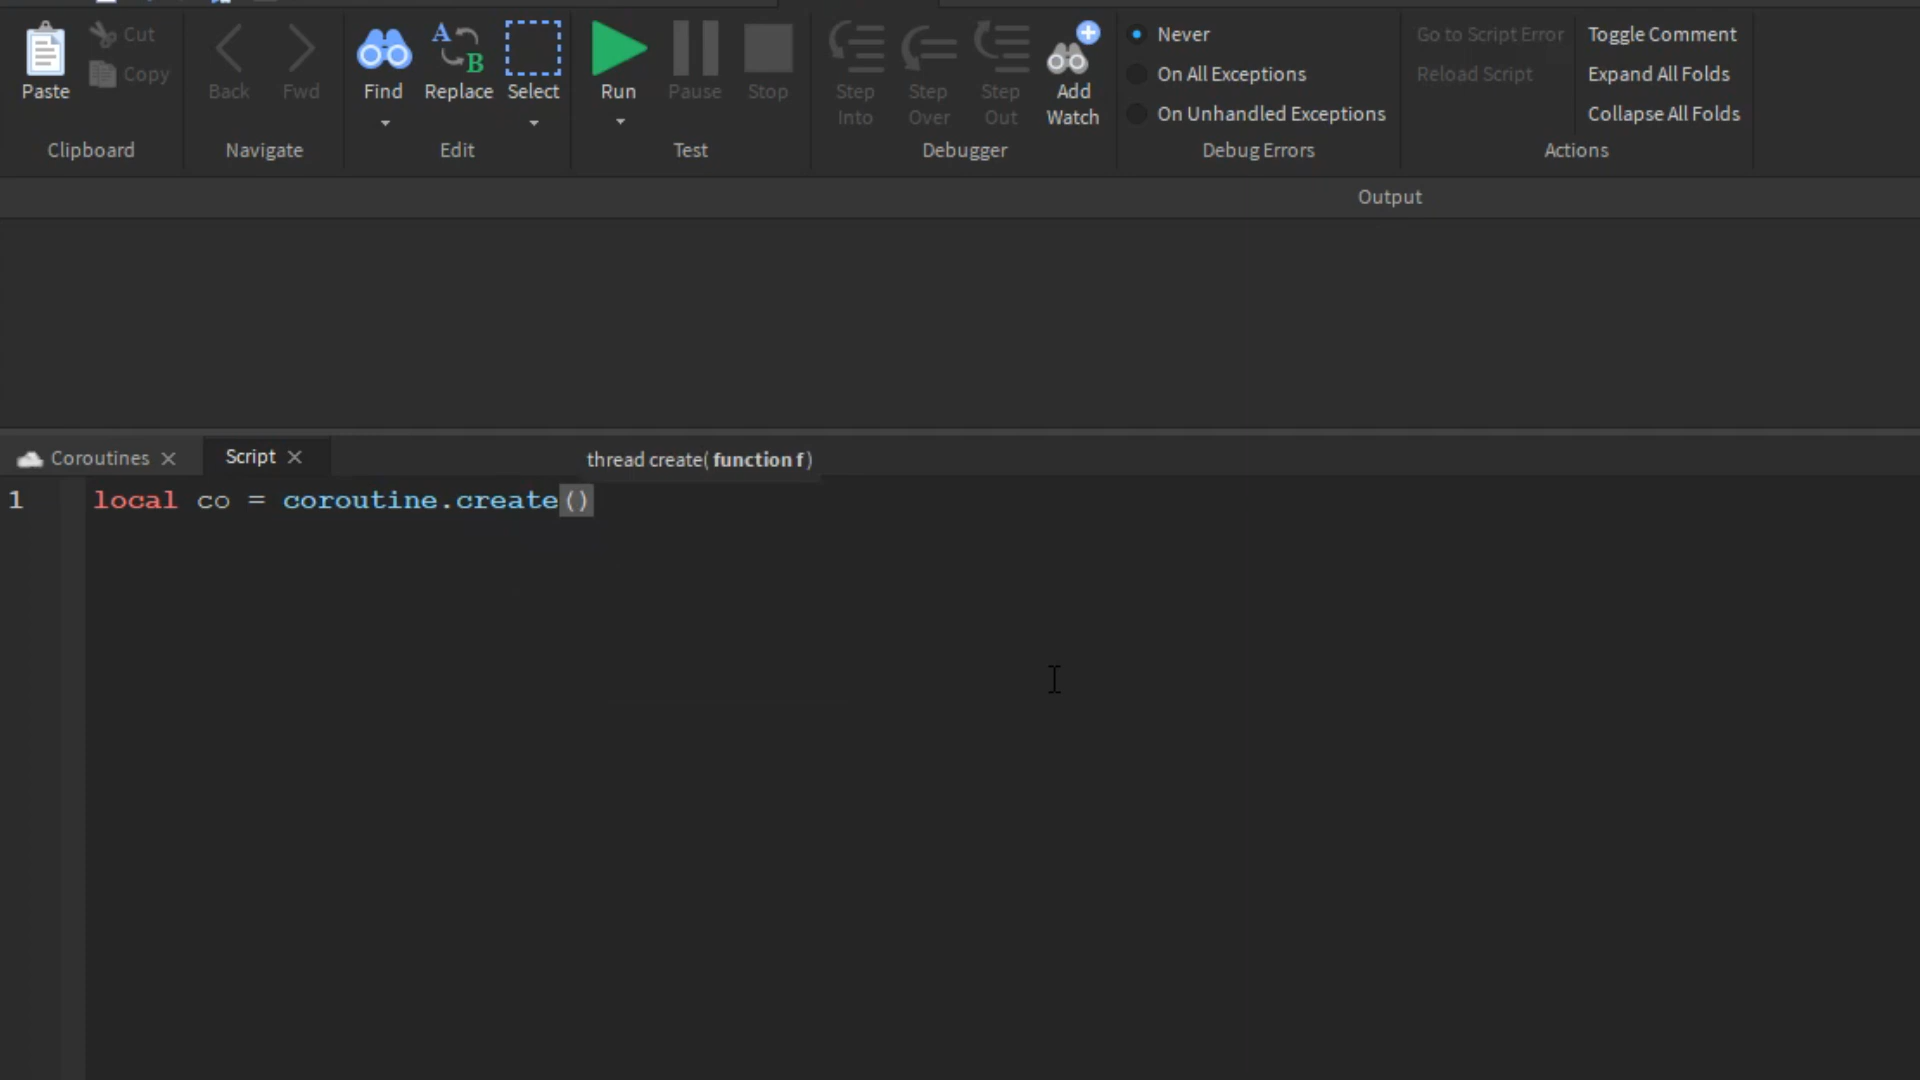 Paste
Cut
Copy
Clipboard
Back
Fwd
Navigate
Find
Replace
Select
Edit
Run
Pause
Stop
Test
Step Into
Step Over
Step Out
Add Watch
Debugger
Never
On All Exceptions
On Unhandled Exceptions
Debug Errors
Go to Script Error
Reload Script
Toggle Comment
Expand All Folds
Collapse All Folds
Actions
Output
Coroutines
Script
thread create( function f )
1 local co = coroutine.create()